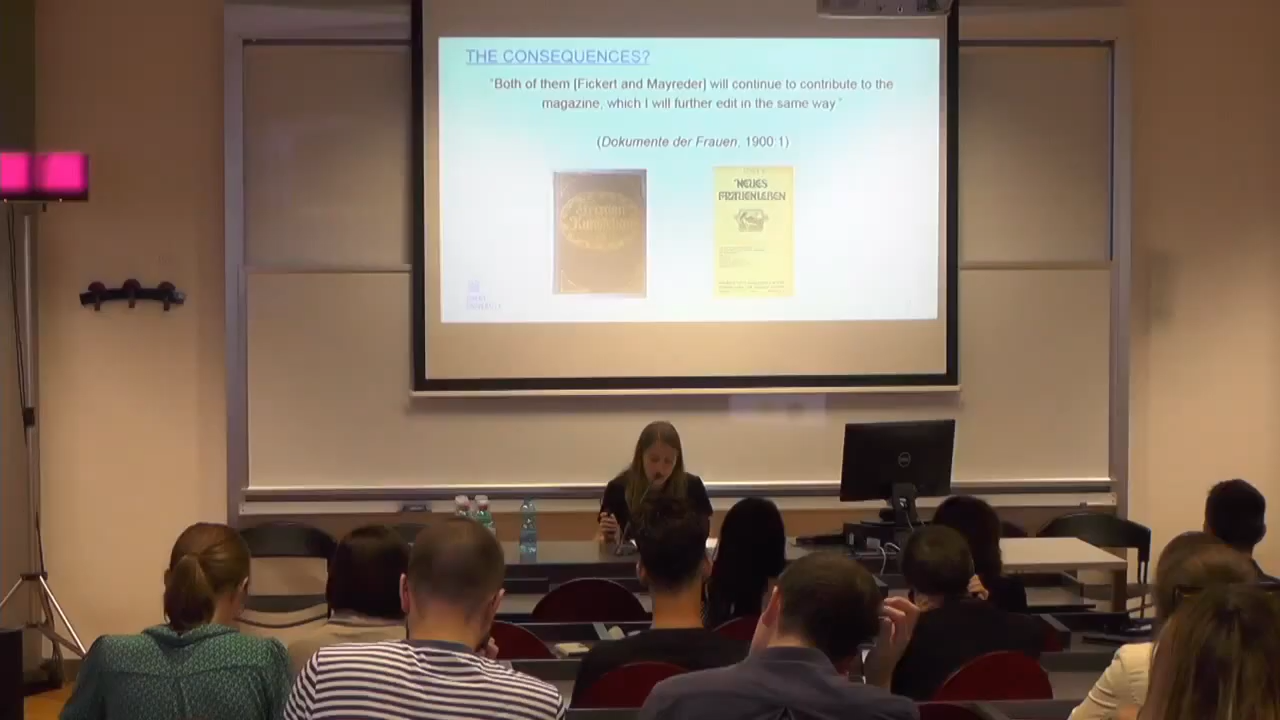 THE CONSEQUENCES?
"Both of them [Fickert and Mayreder] will continue to contribute to the
magazine, which I will further edit in the same way"
(Dokumente der Frauen, 1900:1)
NEUES
FRAUENLEBEN
DELL